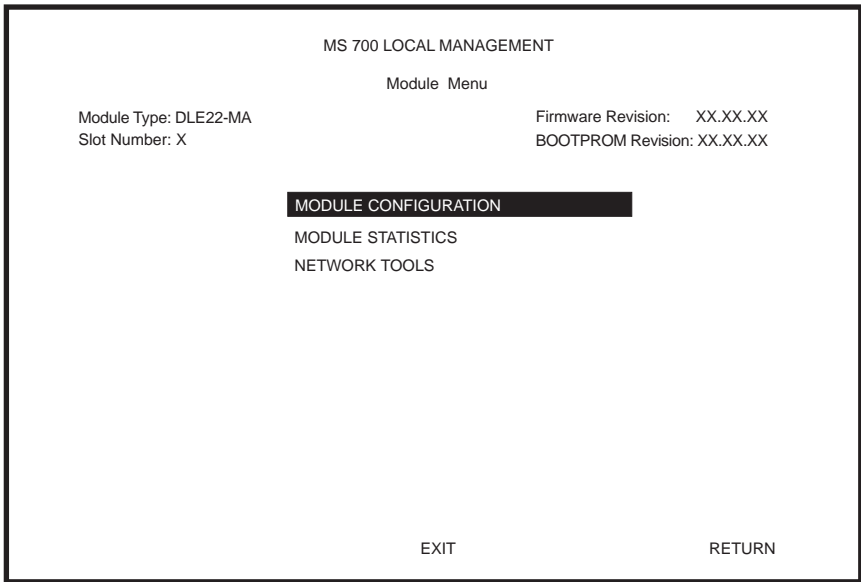 MS 700 LOCAL MANAGEMENT
Module Menu
Module Type: DLE22-MA Firmware Revision: XX.XX.XX
Slot Number: X BOOTPROM Revision: XX.XX.XX
MODULE CONFIGURATION
MODULE STATISTICS
NETWORK TOOLS
EXIT RETURN